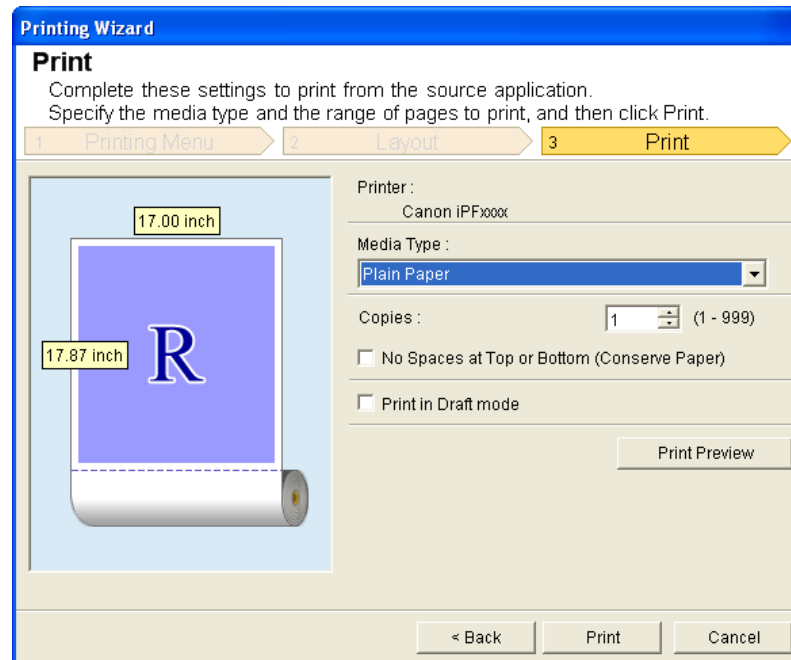 Printing Wizard
Print
Complete these settings to print from the source application.
Specify the media type and the range of pages to print, and then click Print.
1 Printing Menu 2 Layout 3 Print
Printer :
Canon iPFxxxx
17.00 inch
Media Type :
Plain Paper
Copies : 1 (1 - 999)
17.87 inch
R
No Spaces at Top or Bottom (Conserve Paper)
Print in Draft mode
Print Preview
< Back Print Cancel